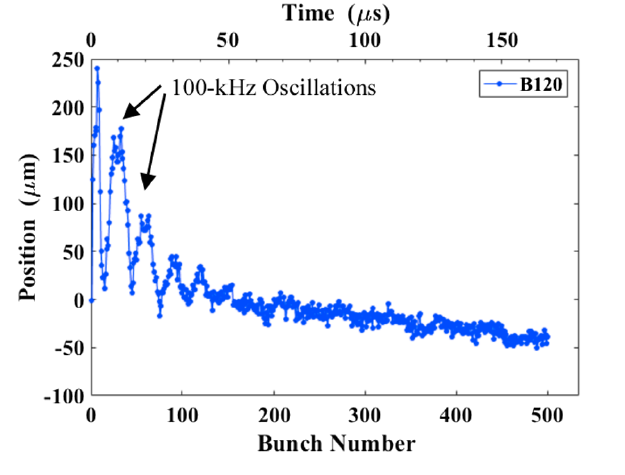 Time (μs)
0 50 100 150
250
200
150
100
50
0
-50
-100
Position (μm)
100-kHz Oscillations
B120
0 100 200 300 400 500
Bunch Number